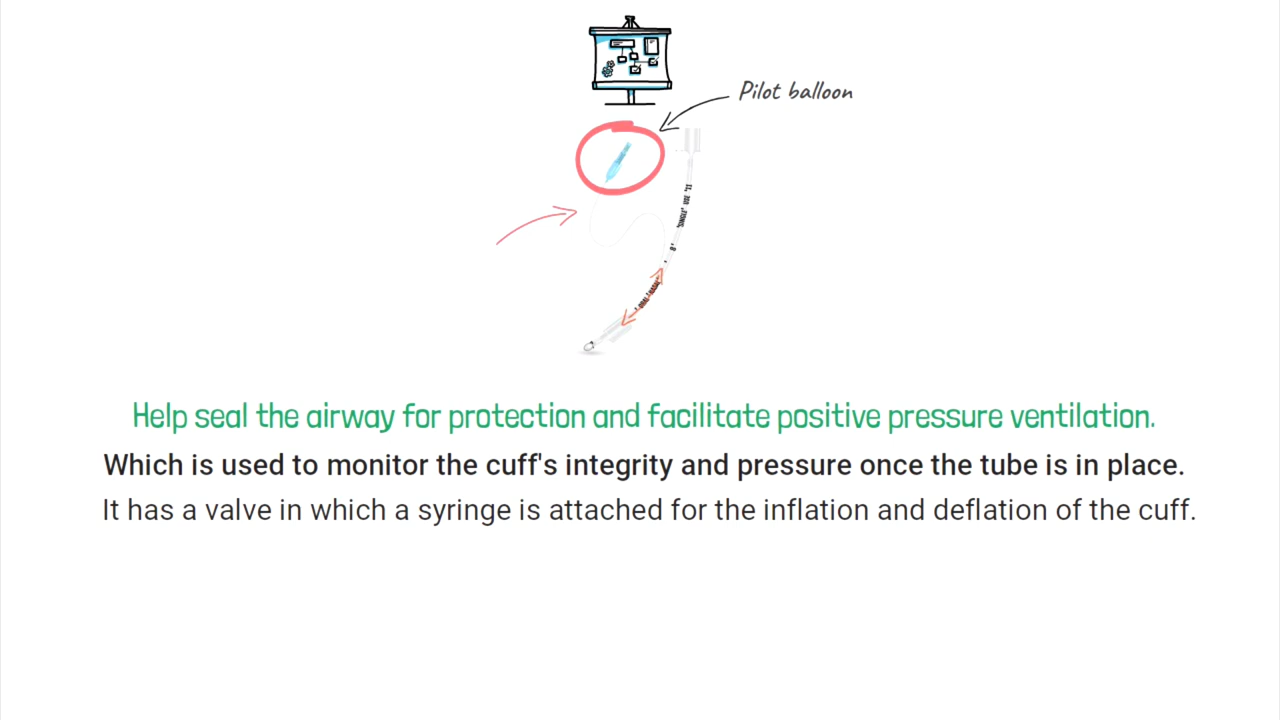 Pilot balloon
Help seal the airway for protection and facilitate positive pressure ventilation.
Which is used to monitor the cuff's integrity and pressure once the tube is in place.
It has a valve in which a syringe is attached for the inflation and deflation of the cuff.